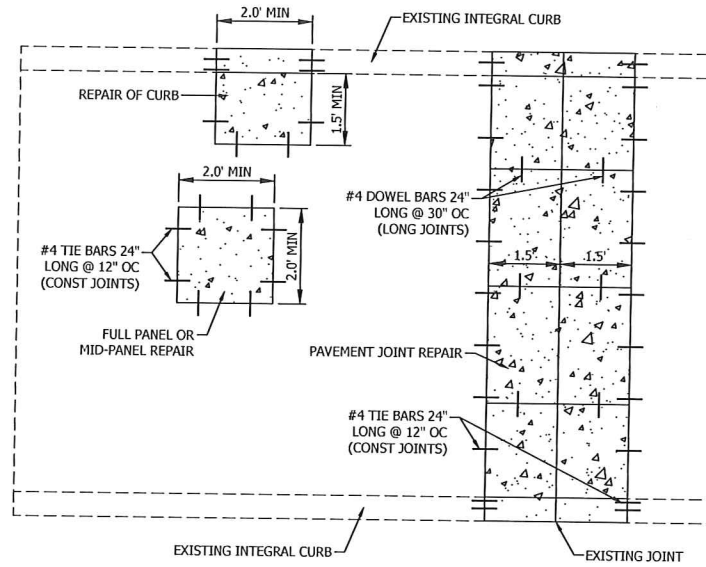 2.0' MIN
EXISTING INTEGRAL CURB
REPAIR OF CURB
1.5' MIN
2.0' MIN
#4 DOWEL BARS 24"
LONG @ 30" OC
(LONG JOINTS)
#4 TIE BARS 24"
LONG @ 12" OC
(CONST JOINTS)
2.0' MIN
1.5'
1.5'
FULL PANEL OR
MID-PANEL REPAIR
PAVEMENT JOINT REPAIR
#4 TIE BARS 24"
LONG @ 12" OC
(CONST JOINTS)
EXISTING INTEGRAL CURB
EXISTING JOINT